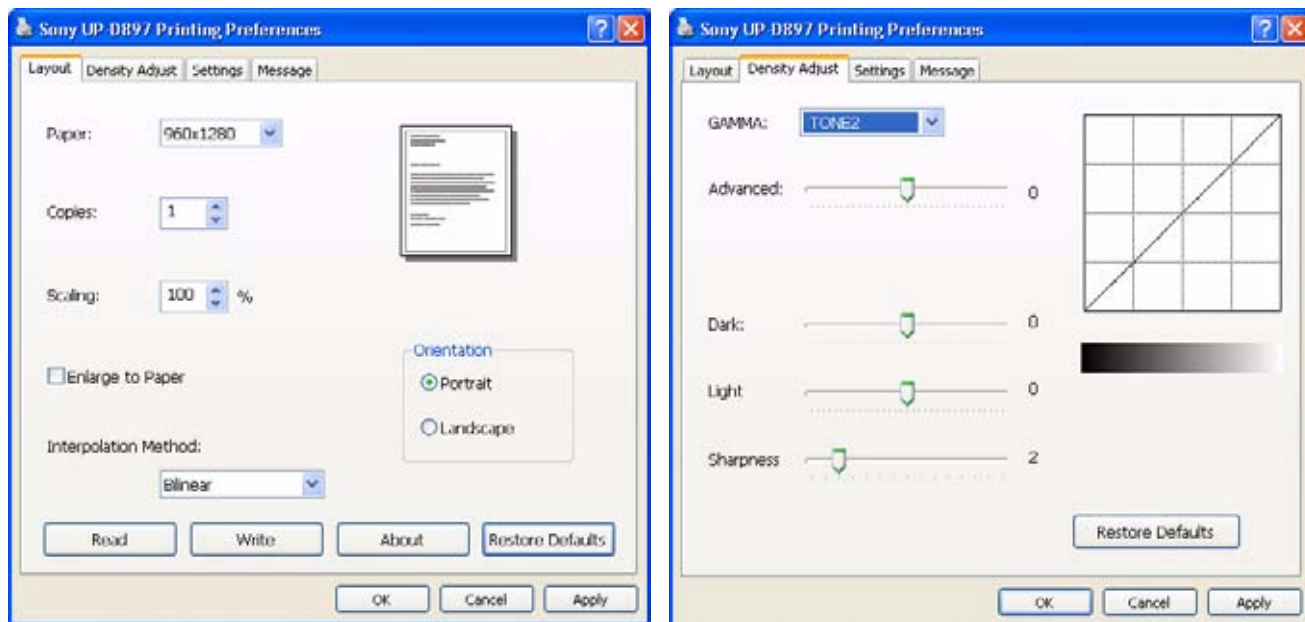 Sony UP-D897 Printing Preferences
Layout Density Adjust Settings Message
Paper: 960x1280
Copies: 1
Scaling: 100 %
Enlarge to Paper
Orientation
Portrait
Landscape
Interpolation Method:
Bilinear
Read Write About Restore Defaults
OK Cancel Apply
Sony UP-D897 Printing Preferences
Layout Density Adjust Settings Message
GAMMA: TONE2
Advanced: 0
Dark: 0
Light 0
Sharpness 2
Restore Defaults
OK Cancel Apply